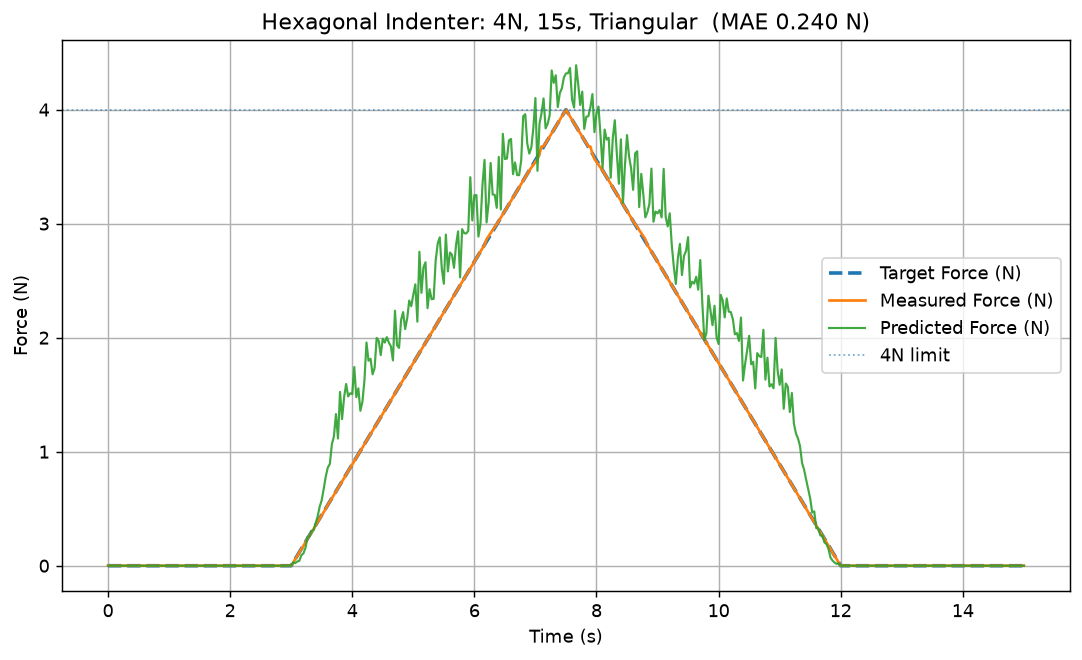 Hexagonal Indenter: 4N, 15s, Triangular  (MAE 0.240 N)
Force (N)
4
3
2
1
0
Target Force (N)
Measured Force (N)
Predicted Force (N)
4N limit
0 2 4 6 8 10 12 14
Time (s)